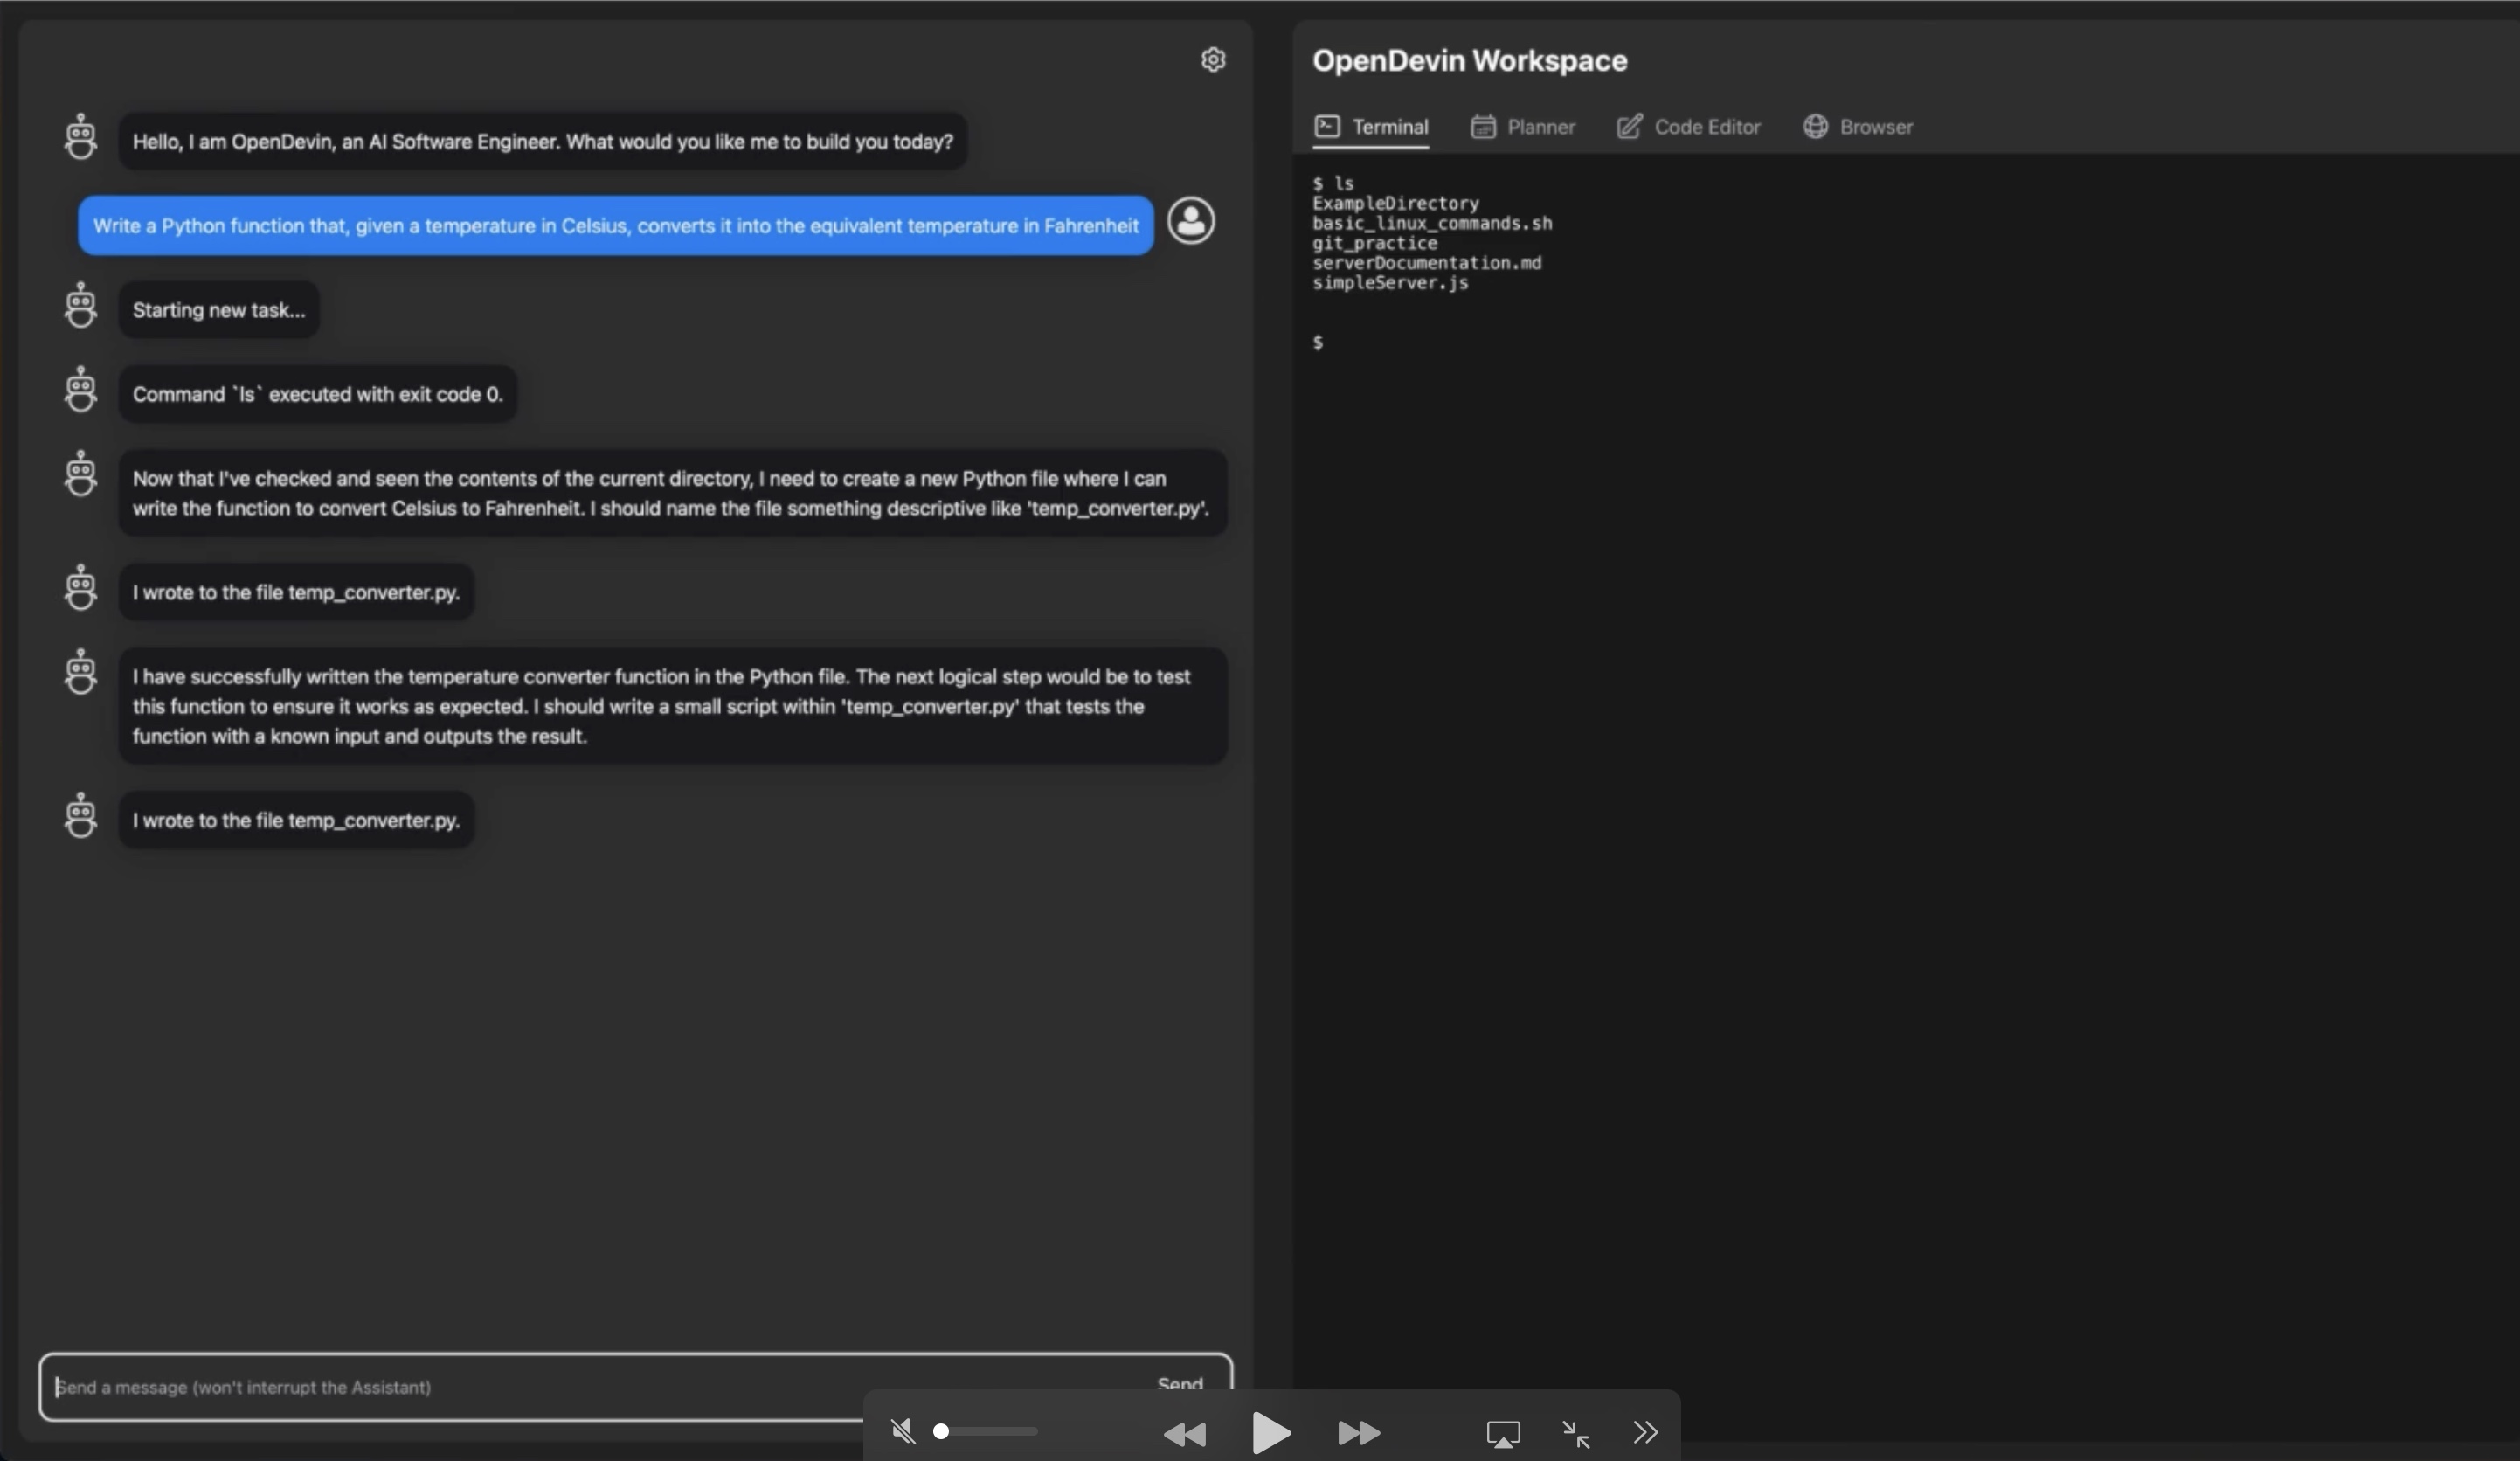 Hello, I am OpenDevin, an AI Software Engineer. What would you like me to build you today?
Write a Python function that, given a temperature in Celsius, converts it into the equivalent temperature in Fahrenheit
Starting new task...
Command `ls` executed with exit code 0.
Now that I've checked and seen the contents of the current directory, I need to create a new Python file where I can
write the function to convert Celsius to Fahrenheit. I should name the file something descriptive like 'temp_converter.py'.
I wrote to the file temp_converter.py.
I have successfully written the temperature converter function in the Python file. The next logical step would be to test
this function to ensure it works as expected. I should write a small script within 'temp_converter.py' that tests the
function with a known input and outputs the result.
I wrote to the file temp_converter.py.
Send a message (won't interrupt the Assistant)
Send
OpenDevin Workspace
Terminal Planner Code Editor Browser
$ ls
ExampleDirectory
basic_linux_commands.sh
git_practice
serverDocumentation.md
simpleServer.js
$